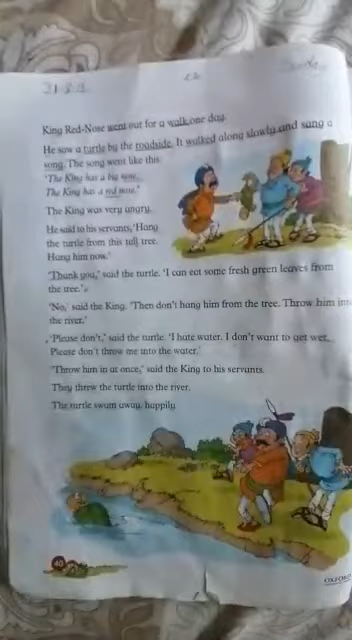 King Red-Nose went out for a walk one day.
He saw a turtle by the roadside. It walked along slowly and sang a
song. The song went like this:
'The King has a big nose,
The King has a red nose.'
The King was very angry.
He said to his servants, 'Hang
the turtle from this tall tree.
Hang him now.'
'Thank you,' said the turtle. 'I can eat some fresh green leaves from
the tree.'
'No,' said the King. 'Then don't hang him from the tree. Throw him into
the river.'
'Please don't,' said the turtle. 'I hate water. I don't want to get wet.
Please don't throw me into the water.'
'Throw him in at once,' said the King to his servants.
They threw the turtle into the river.
The turtle swam away, happily.
40
OXFORD